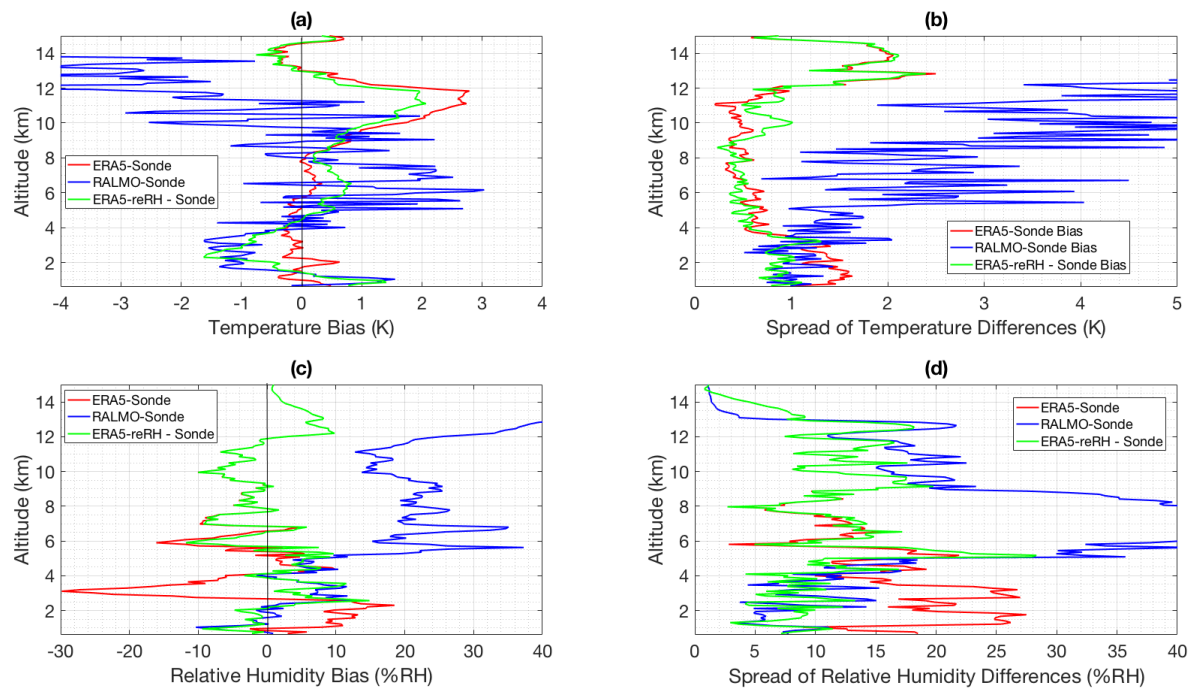 (a)
14
12
10
8
6
4
2
Altitude (km)
ERA5-Sonde
RALMO-Sonde
ERA5-reRH - Sonde
-4
-3
-2
-1
0
1
2
3
4
Temperature Bias (K)
(b)
14
12
10
8
6
4
2
Altitude (km)
ERA5-Sonde Bias
RALMO-Sonde Bias
ERA5-reRH - Sonde Bias
0
1
2
3
4
5
Spread of Temperature Differences (K)
(c)
14
12
10
8
6
4
2
Altitude (km)
ERA5-Sonde
RALMO-Sonde
ERA5-reRH - Sonde
-30
-20
-10
0
10
20
30
40
Relative Humidity Bias (%RH)
(d)
14
12
10
8
6
4
2
Altitude (km)
ERA5-Sonde
RALMO-Sonde
ERA5-reRH - Sonde
0
5
10
15
20
25
30
35
40
Spread of Relative Humidity Differences (%RH)